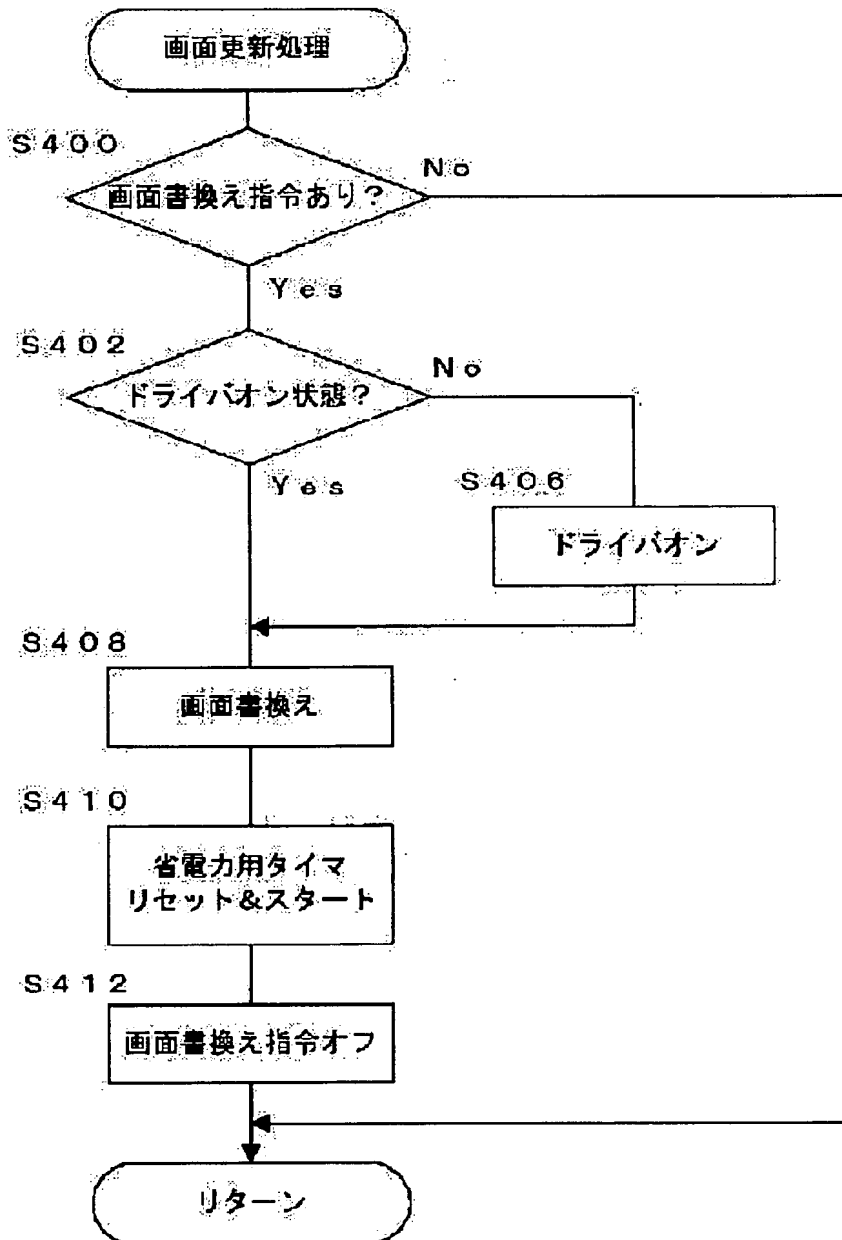 画面更新処理
S400
No
画面書換え指令あり?
Yes
S402
No
ドライバオン状態?
Yes
S406
ドライバオン
S408
画面書換え
S410
省電力用タイマ
リセット&スタート
S412
画面書換え指令オフ
リターン